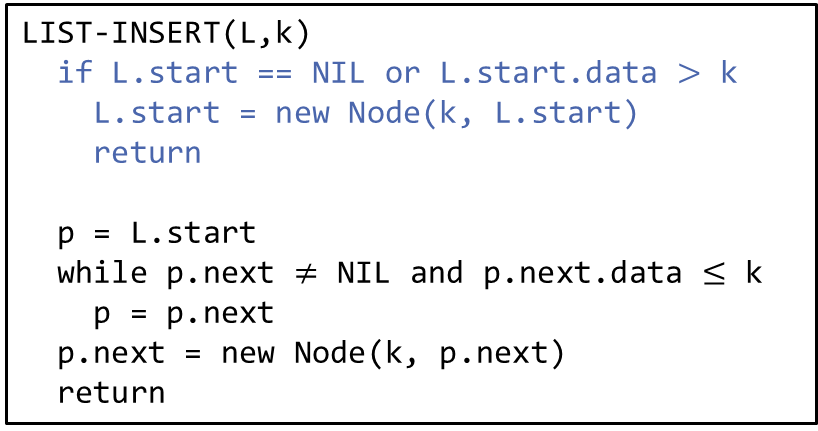 LIST-INSERT(L,k)
  if L.start == NIL or L.start.data > k
    L.start = new Node(k, L.start)
    return

  p = L.start
  while p.next ≠ NIL and p.next.data ≤ k
    p = p.next
  p.next = new Node(k, p.next)
  return